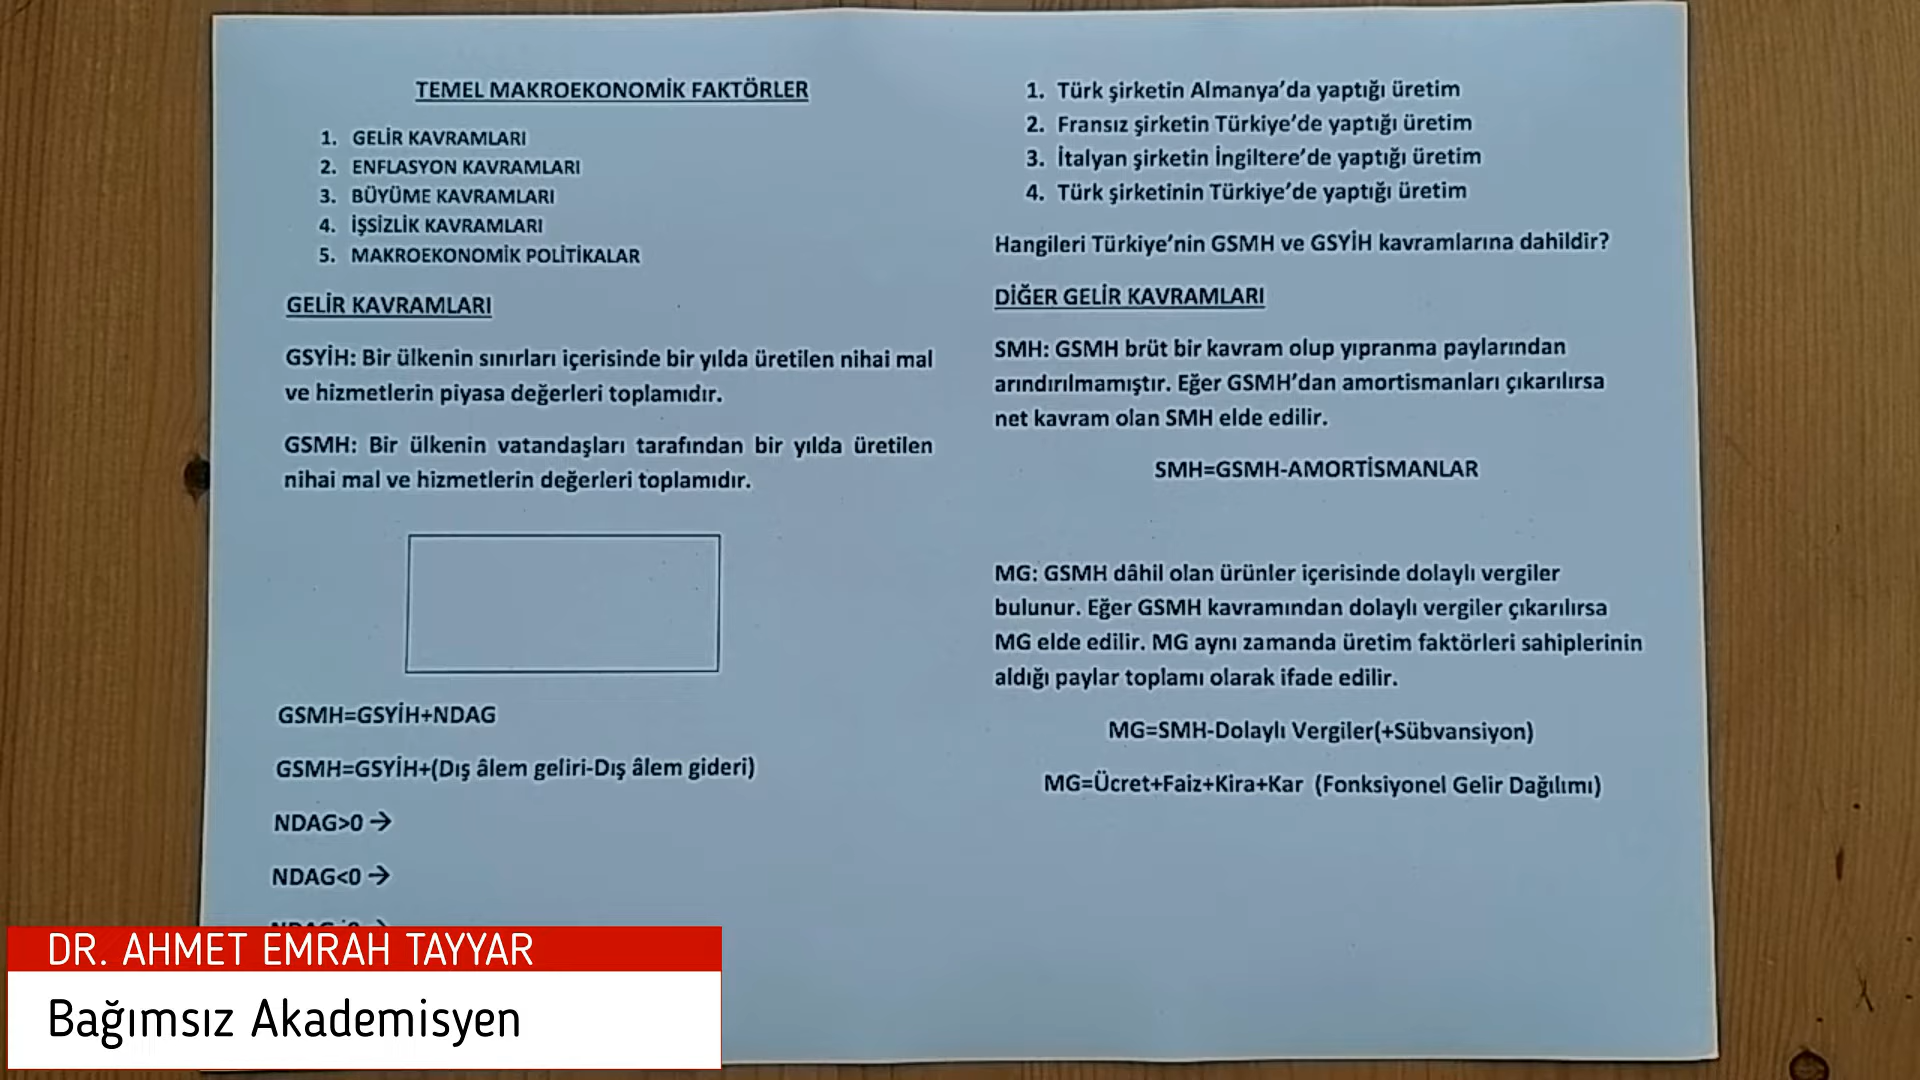 TEMEL MAKROEKONOMİK FAKTÖRLER
1. GELİR KAVRAMLARI
2. ENFLASYON KAVRAMLARI
3. BÜYÜME KAVRAMLARI
4. İŞSİZLİK KAVRAMLARI
5. MAKROEKONOMİK POLİTİKALAR
GELİR KAVRAMLARI
GSYİH: Bir ülkenin sınırları içerisinde bir yılda üretilen nihai mal
ve hizmetlerin piyasa değerleri toplamıdır.
GSMH: Bir ülkenin vatandaşları tarafından bir yılda üretilen
nihai mal ve hizmetlerin değerleri toplamıdır.
GSMH=GSYİH+NDAG
GSMH=GSYİH+(Dış âlem geliri-Dış âlem gideri)
NDAG>0 →
NDAG<0 →
1. Türk şirketin Almanya'da yaptığı üretim
2. Fransız şirketin Türkiye'de yaptığı üretim
3. İtalyan şirketin İngiltere'de yaptığı üretim
4. Türk şirketinin Türkiye'de yaptığı üretim
Hangileri Türkiye'nin GSMH ve GSYİH kavramlarına dahildir?
DİĞER GELİR KAVRAMLARI
SMH: GSMH brüt bir kavram olup yıpranma paylarından
arındırılmamıştır. Eğer GSMH'dan amortismanları çıkarılırsa
net kavram olan SMH elde edilir.
SMH=GSMH-AMORTİSMANLAR
MG: GSMH dâhil olan ürünler içerisinde dolaylı vergiler
bulunur. Eğer GSMH kavramından dolaylı vergiler çıkarılırsa
MG elde edilir. MG aynı zamanda üretim faktörleri sahiplerinin
aldığı paylar toplamı olarak ifade edilir.
MG=SMH-Dolaylı Vergiler(+Sübvansiyon)
MG=Ücret+Faiz+Kira+Kar (Fonksiyonel Gelir Dağılımı)
DR. AHMET EMRAH TAYYAR
Bağımsız Akademisyen